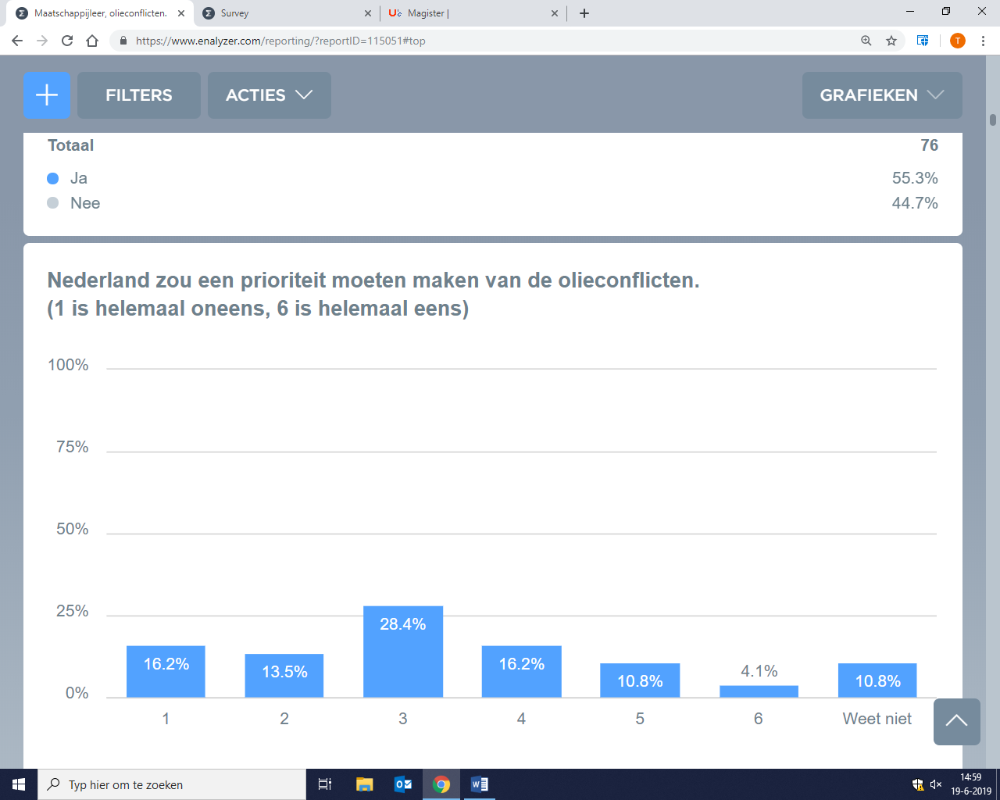 Maatschappijleer, olieconflicten.
Survey
Magister |
https://www.enalyzer.com/reporting/?reportID=115051#top
T
FILTERS
ACTIES
GRAFIEKEN
Totaal 76
Ja 55.3%
Nee 44.7%
Nederland zou een prioriteit moeten maken van de olieconflicten.
(1 is helemaal oneens, 6 is helemaal eens)
100%
75%
50%
25%
0%
16.2% 13.5% 28.4% 16.2% 10.8% 4.1% 10.8%
1 2 3 4 5 6 Weet niet
Typ hier om te zoeken
14:59
19-6-2019